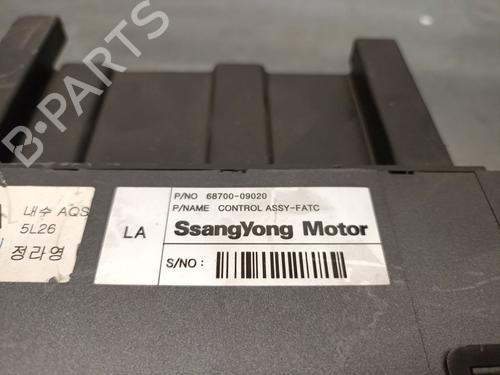 B-PARTS
내수 AQS
5L26
정라영
LA
P/NO 68700-09020
P/NAME CONTROL ASSY-FATC
SsangYong Motor
S/NO :